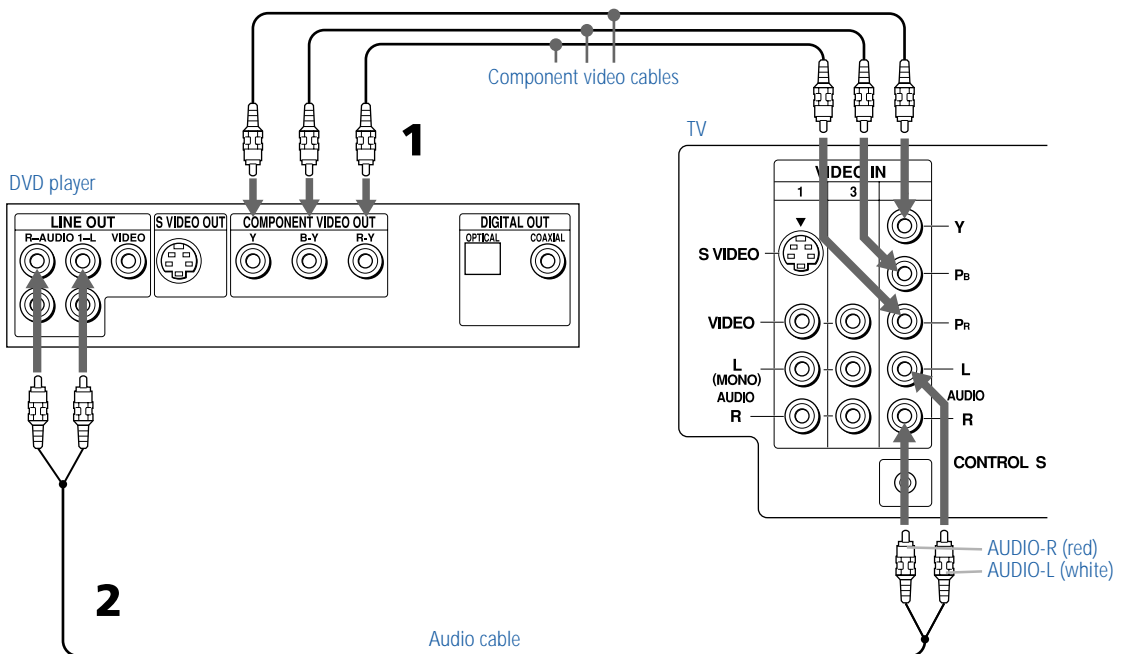 Component video cables
1
TV
DVD player
LINE OUT
R–AUDIO 1–L VIDEO
S VIDEO OUT
COMPONENT VIDEO OUT
Y B-Y R-Y
DIGITAL OUT
OPTICAL COAXIAL
VIDEO IN
1 3
S VIDEO
VIDEO
L
(MONO)
AUDIO
R
Y
PB
PR
L
AUDIO
R
CONTROL S
AUDIO-R (red)
AUDIO-L (white)
2
Audio cable